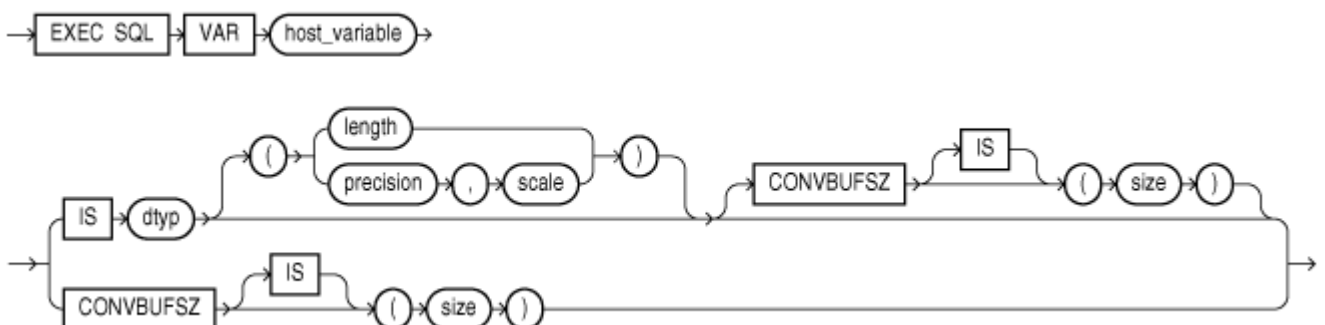 EXEC SQL VAR host_variable
length
( ) IS
precision , scale CONVBUFSZ ( size )
IS dtyp
IS
CONVBUFSZ ( size )